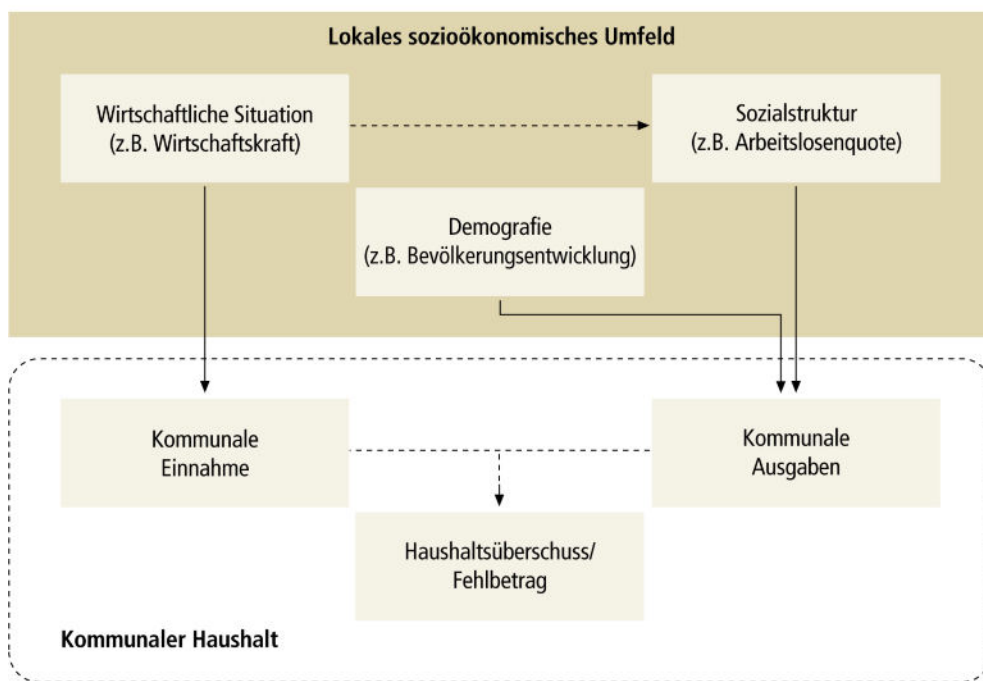 Lokales sozioökonomisches Umfeld
Wirtschaftliche Situation
(z.B. Wirtschaftskraft)
Sozialstruktur
(z.B. Arbeitslosenquote)
Demografie
(z.B. Bevölkerungsentwicklung)
Kommunale
Einnahme
Kommunale
Ausgaben
Haushaltsüberschuss/
Fehlbetrag
Kommunaler Haushalt